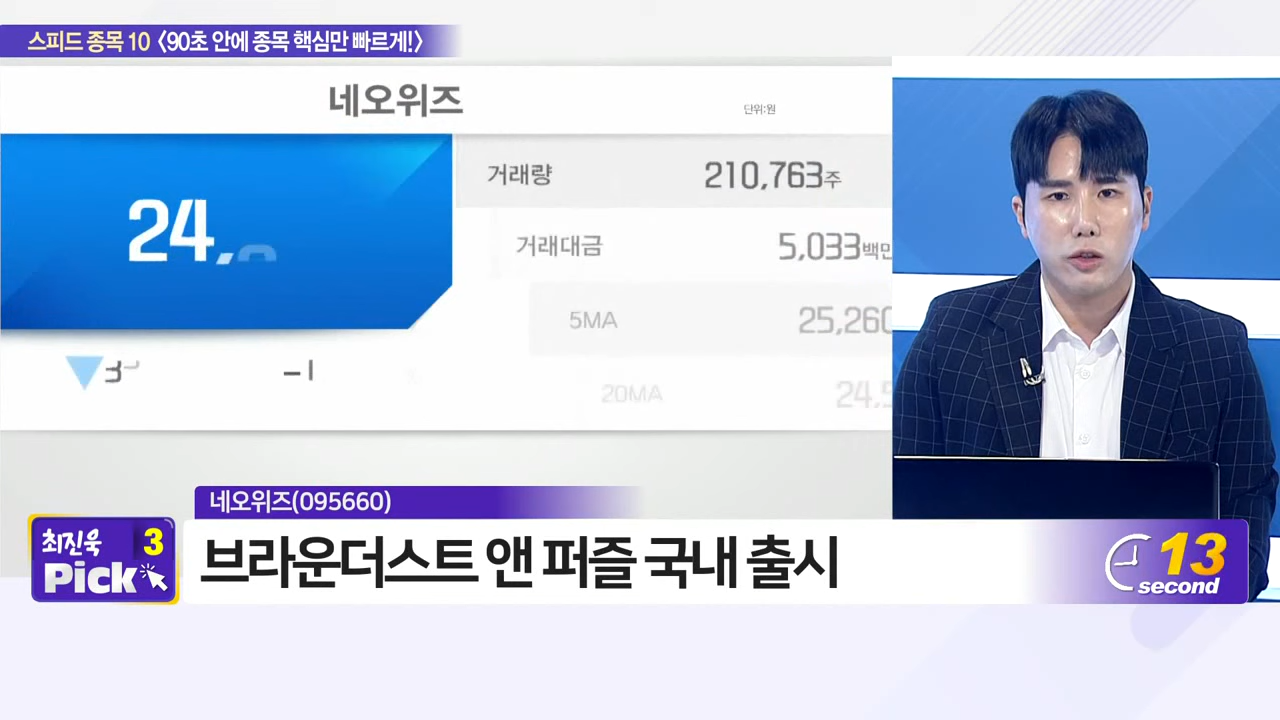 스피드 종목 10 〈90초 안에 종목 핵심만 빠르게!〉
네오위즈
단위:원
24,
거래량 210,763주
거래대금 5,033백만
5MA 25,260
20MA 24,5
▼3
네오위즈(095660)
최진욱 3
Pick
브라운더스트 앤 퍼즐 국내 출시
13
second